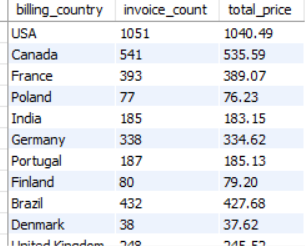 billing_country invoice_count total_price
USA 1051 1040.49
Canada 541 535.59
France 393 389.07
Poland 77 76.23
India 185 183.15
Germany 338 334.62
Portugal 187 185.13
Finland 80 79.20
Brazil 432 427.68
Denmark 38 37.62
United Kingdom 248 245.52